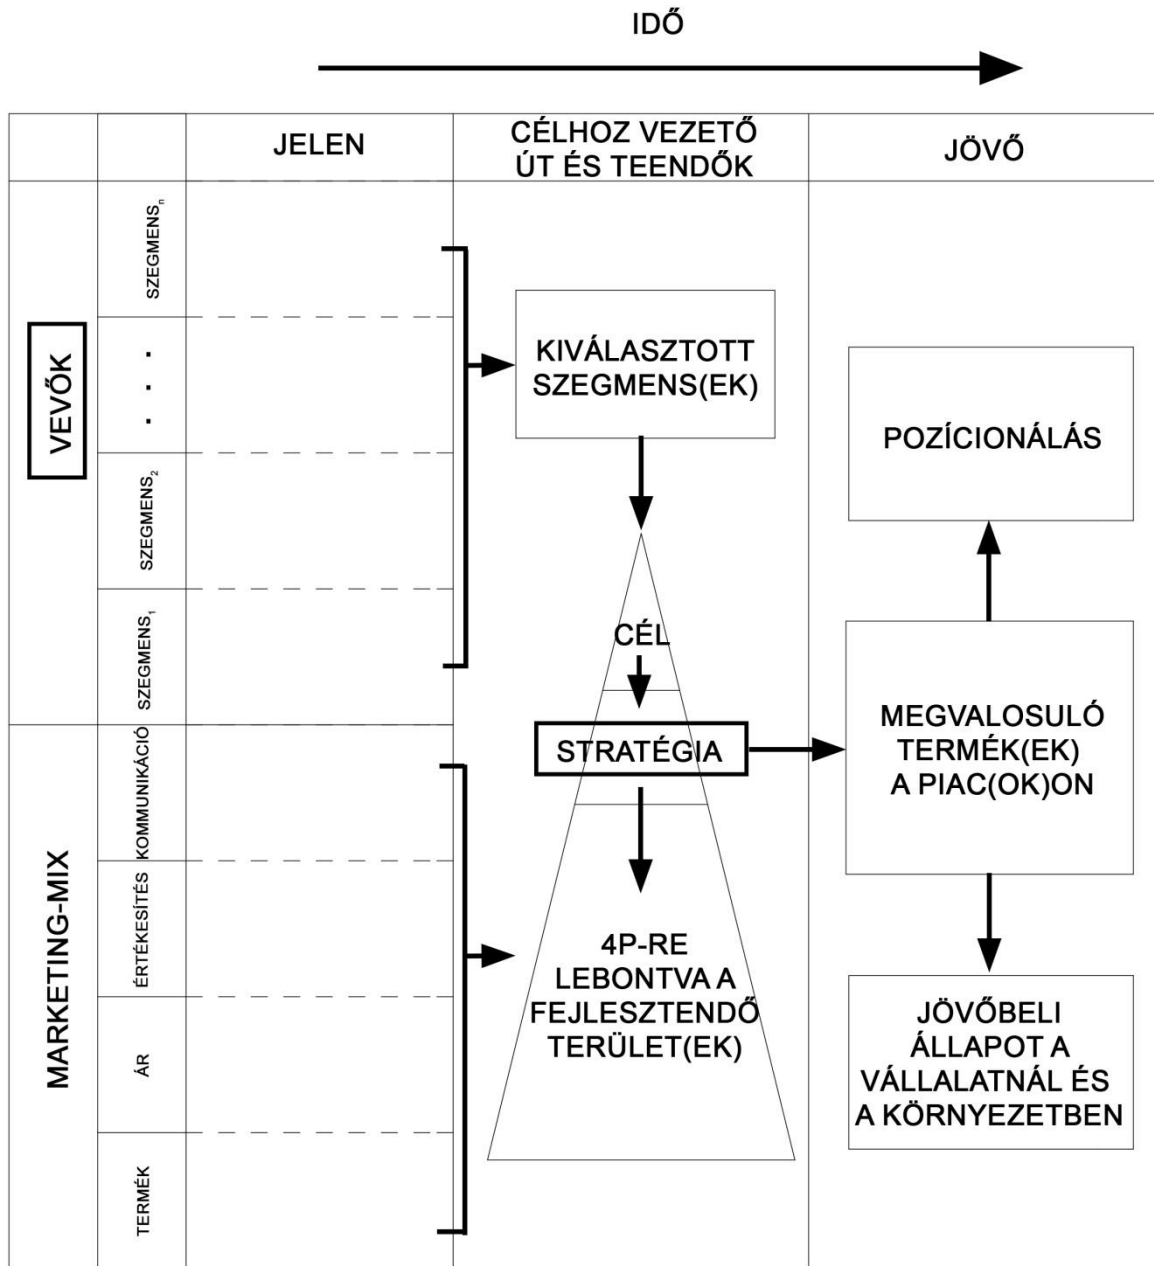 IDŐ
JELEN
CÉLHOZ VEZETŐ
ÚT ÉS TEENDŐK
JÖVŐ
VEVŐK
SZEGMENSₙ
. . .
SZEGMENS₂
SZEGMENS₁
KIVÁLASZTOTT
SZEGMENS(EK)
POZÍCIONÁLÁS
CÉL
STRATÉGIA
MEGVALOSULÓ
TERMÉK(EK)
A PIAC(OK)ON
MARKETING-MIX
KOMMUNIKÁCIÓ
ÉRTÉKESÍTÉS
ÁR
TERMÉK
4P-RE
LEBONTVA A
FEJLESZTENDŐ
TERÜLET(EK)
JÖVŐBELI
ÁLLAPOT A
VÁLLALATNÁL ÉS
A KÖRNYEZETBEN